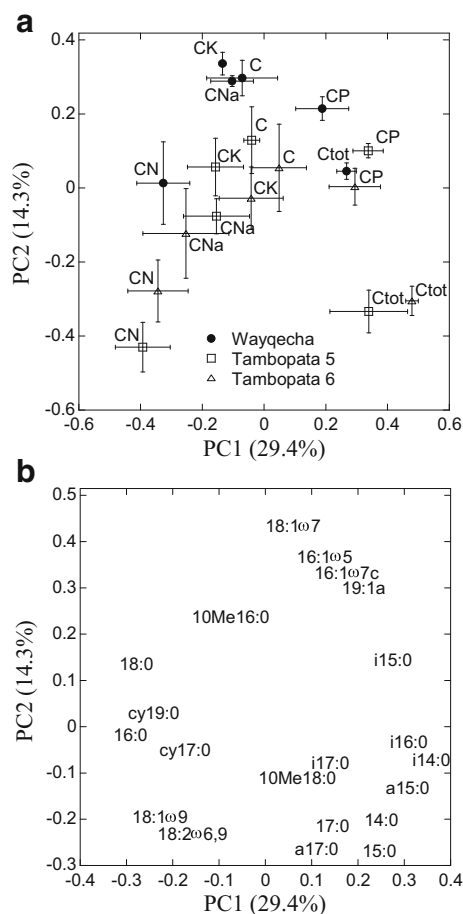 a
0.4
CK
C
CNa
CP
0.2
C
CP
CN
CK
C
Ctot
0
CK
CP
CNa
CNa
-0.2
CN
CN
Ctot
Ctot
-0.4
Wayqecha
Tambopata 5
Tambopata 6
-0.6
-0.6 -0.4 -0.2 0 0.2 0.4 0.6
PC1 (29.4%)
PC2 (14.3%)
b
0.5
18:1ω7
0.4
16:1ω5
16:1ω7c
0.3
19:1a
10Me16:0
0.2
18:0
i15:0
0.1
cy19:0
0
16:0
cy17:0
i16:0
i17:0
i14:0
-0.1
10Me18:0
a15:0
18:1ω9
14:0
-0.2
18:2ω6,9
17:0
a17:0
15:0
-0.3
-0.4 -0.3 -0.2 -0.1 0 0.1 0.2 0.3 0.4
PC1 (29.4%)
PC2 (14.3%)